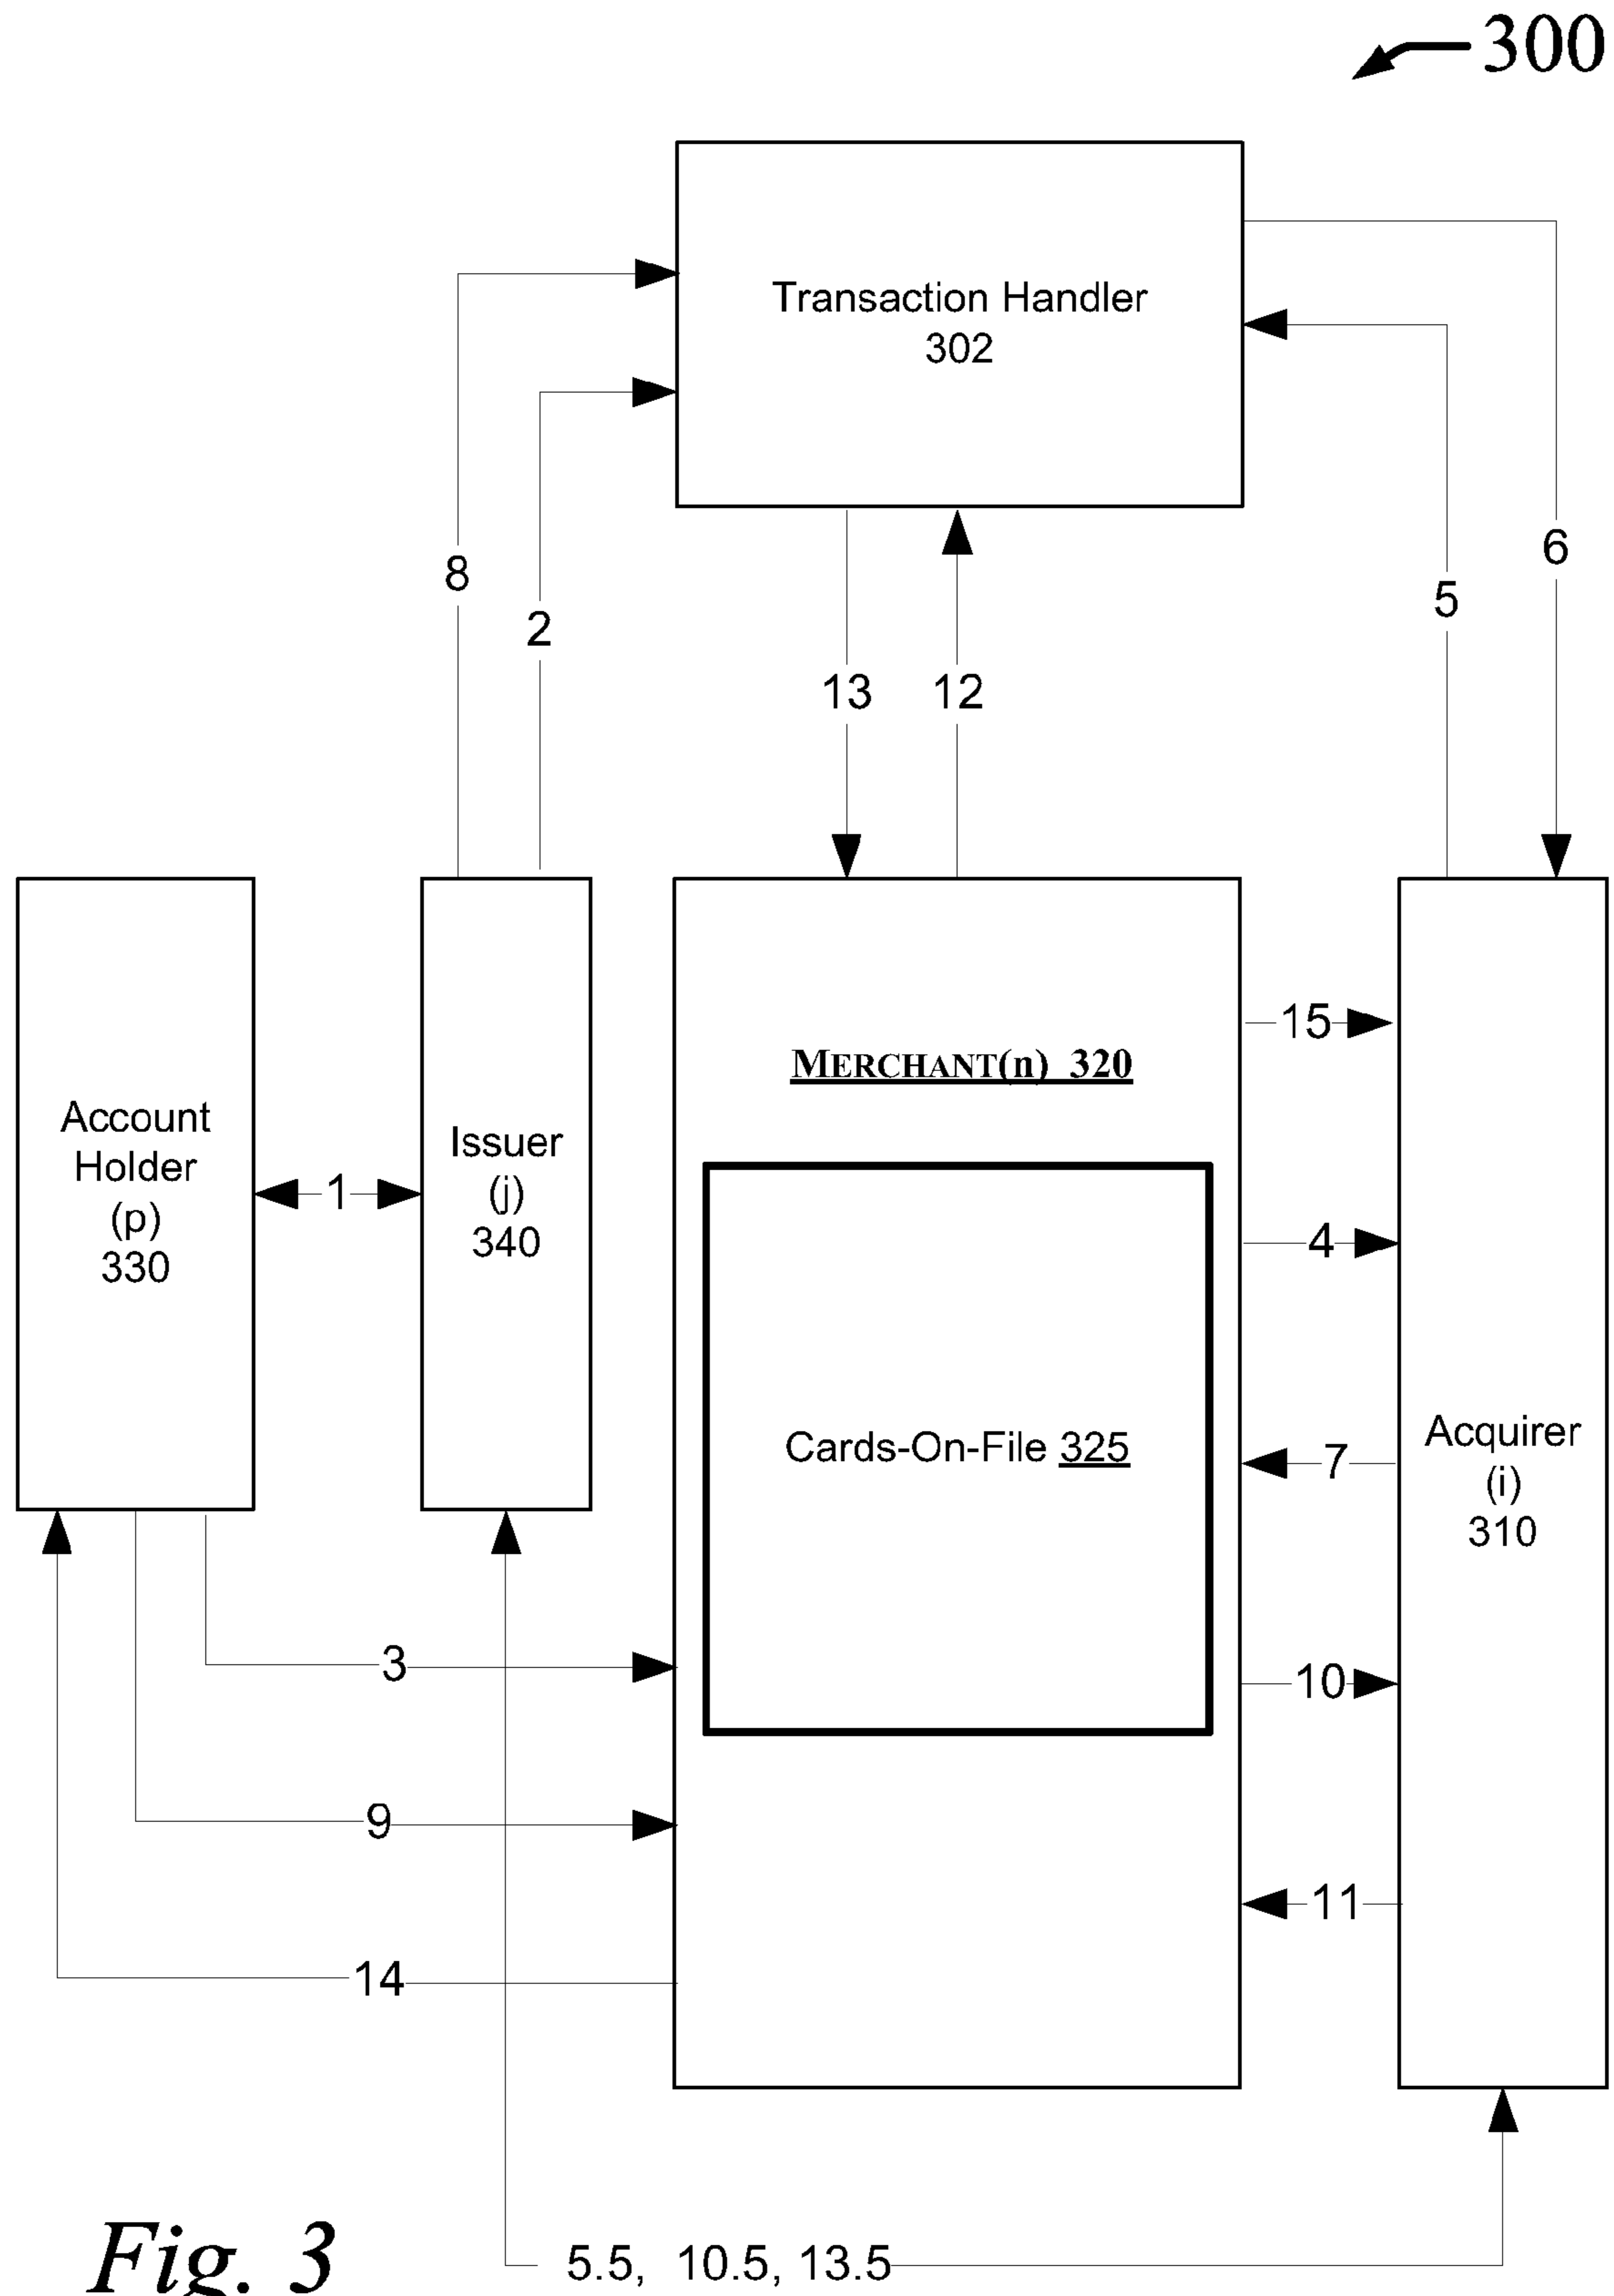 300
Transaction Handler
302
6
8
5
2
13
12
15
MERCHANT(n) 320
Account
Holder
(p)
330
Issuer
(j)
340
1
4
Cards-On-File 325
7
Acquirer
(i)
310
3
10
9
11
14
5.5, 10.5, 13.5
Fig. 3